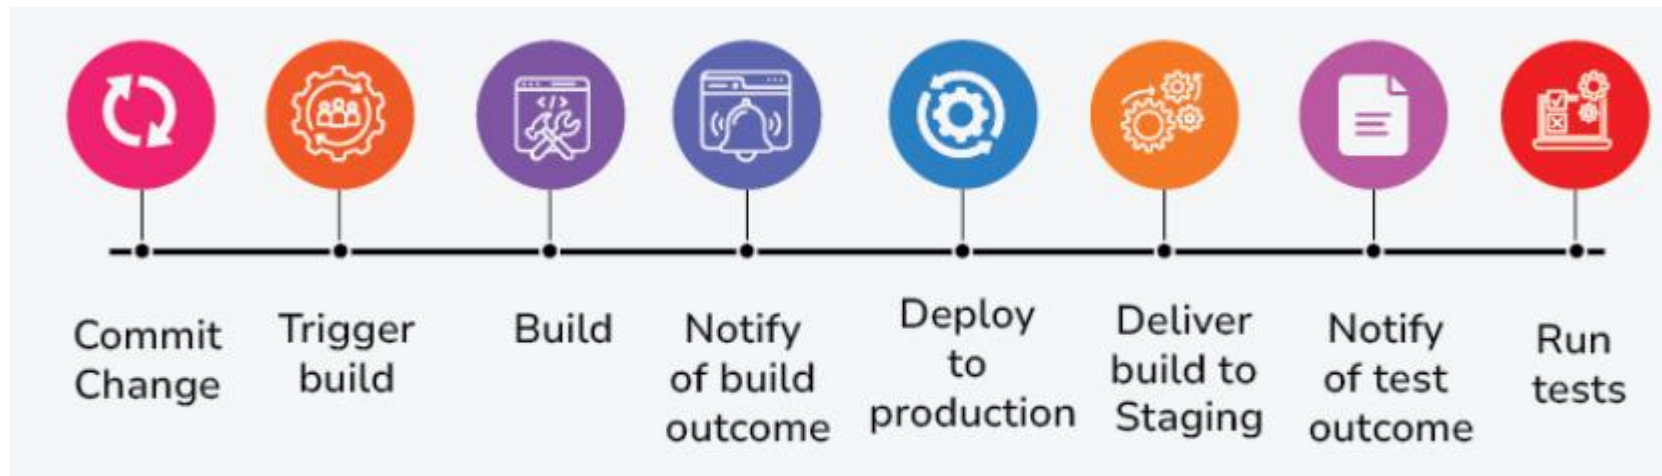 Commit
Change
Trigger
build
Build
Notify
of build
outcome
Deploy
to
production
Deliver
build to
Staging
Notify
of test
outcome
Run
tests